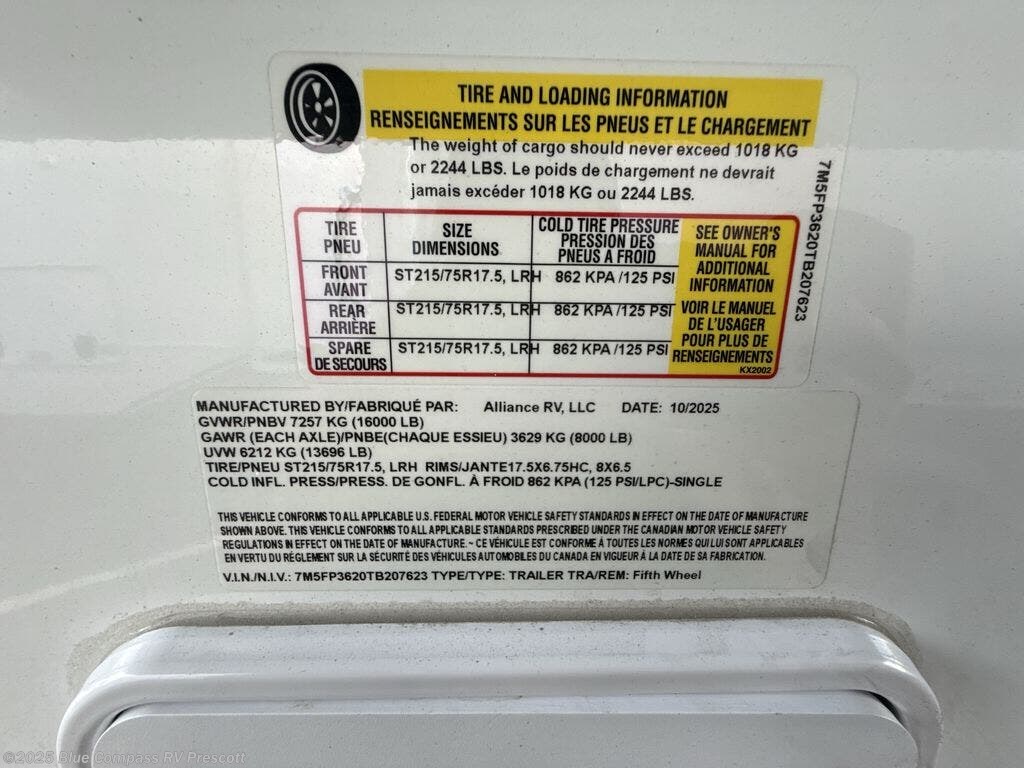 TIRE AND LOADING INFORMATION
RENSEIGNEMENTS SUR LES PNEUS ET LE CHARGEMENT
The weight of cargo should never exceed 1018 KG
or 2244 LBS. Le poids de chargement ne devrait
jamais excéder 1018 KG ou 2244 LBS.
TIRE
PNEU
SIZE
DIMENSIONS
COLD TIRE PRESSURE
PRESSION DES
PNEUS A FROID
FRONT
AVANT
ST215/75R17.5, LRH 862 KPA /125 PSI
REAR
ARRIÈRE
ST215/75R17.5, LRH 862 KPA /125 PSI
SPARE
DE SECOURS
ST215/75R17.5, LRH 862 KPA /125 PSI
SEE OWNER'S
MANUAL FOR
ADDITIONAL
INFORMATION
VOIR LE MANUEL
DE L'USAGER
POUR PLUS DE
RENSEIGNEMENTS
KX2002
7M5FP3620TB207623
MANUFACTURED BY/FABRIQUÉ PAR: Alliance RV, LLC DATE: 10/2025
GVWR/PNBV 7257 KG (16000 LB)
GAWR (EACH AXLE)/PNBE(CHAQUE ESSIEU) 3629 KG (8000 LB)
UVW 6212 KG (13696 LB)
TIRE/PNEU ST215/75R17.5, LRH RIMS/JANTE17.5X6.75HC, 8X6.5
COLD INFL. PRESS/PRESS. DE GONFL. À FROID 862 KPA (125 PSI/LPC)-SINGLE
THIS VEHICLE CONFORMS TO ALL APPLICABLE U.S. FEDERAL MOTOR VEHICLE SAFETY STANDARDS IN EFFECT ON THE DATE OF MANUFACTURE
SHOWN ABOVE. THIS VEHICLE CONFORMS TO ALL APPLICABLE STANDARDS PRESCRIBED UNDER THE CANADIAN MOTOR VEHICLE SAFETY
REGULATIONS IN EFFECT ON THE DATE OF MANUFACTURE. ~ CE VÉHICULE EST CONFORME À TOUTES LES NORMES QUI LUI SONT APPLICABLES
EN VERTU DU RÈGLEMENT SUR LA SÉCURITÉ DES VÉHICULES AUTOMOBILES DU CANADA EN VIGUEUR À LA DATE DE SA FABRICATION.
V.I.N./N.I.V.: 7M5FP3620TB207623 TYPE/TYPE: TRAILER TRA/REM: Fifth Wheel
©2025 Blue Compass RV Prescott